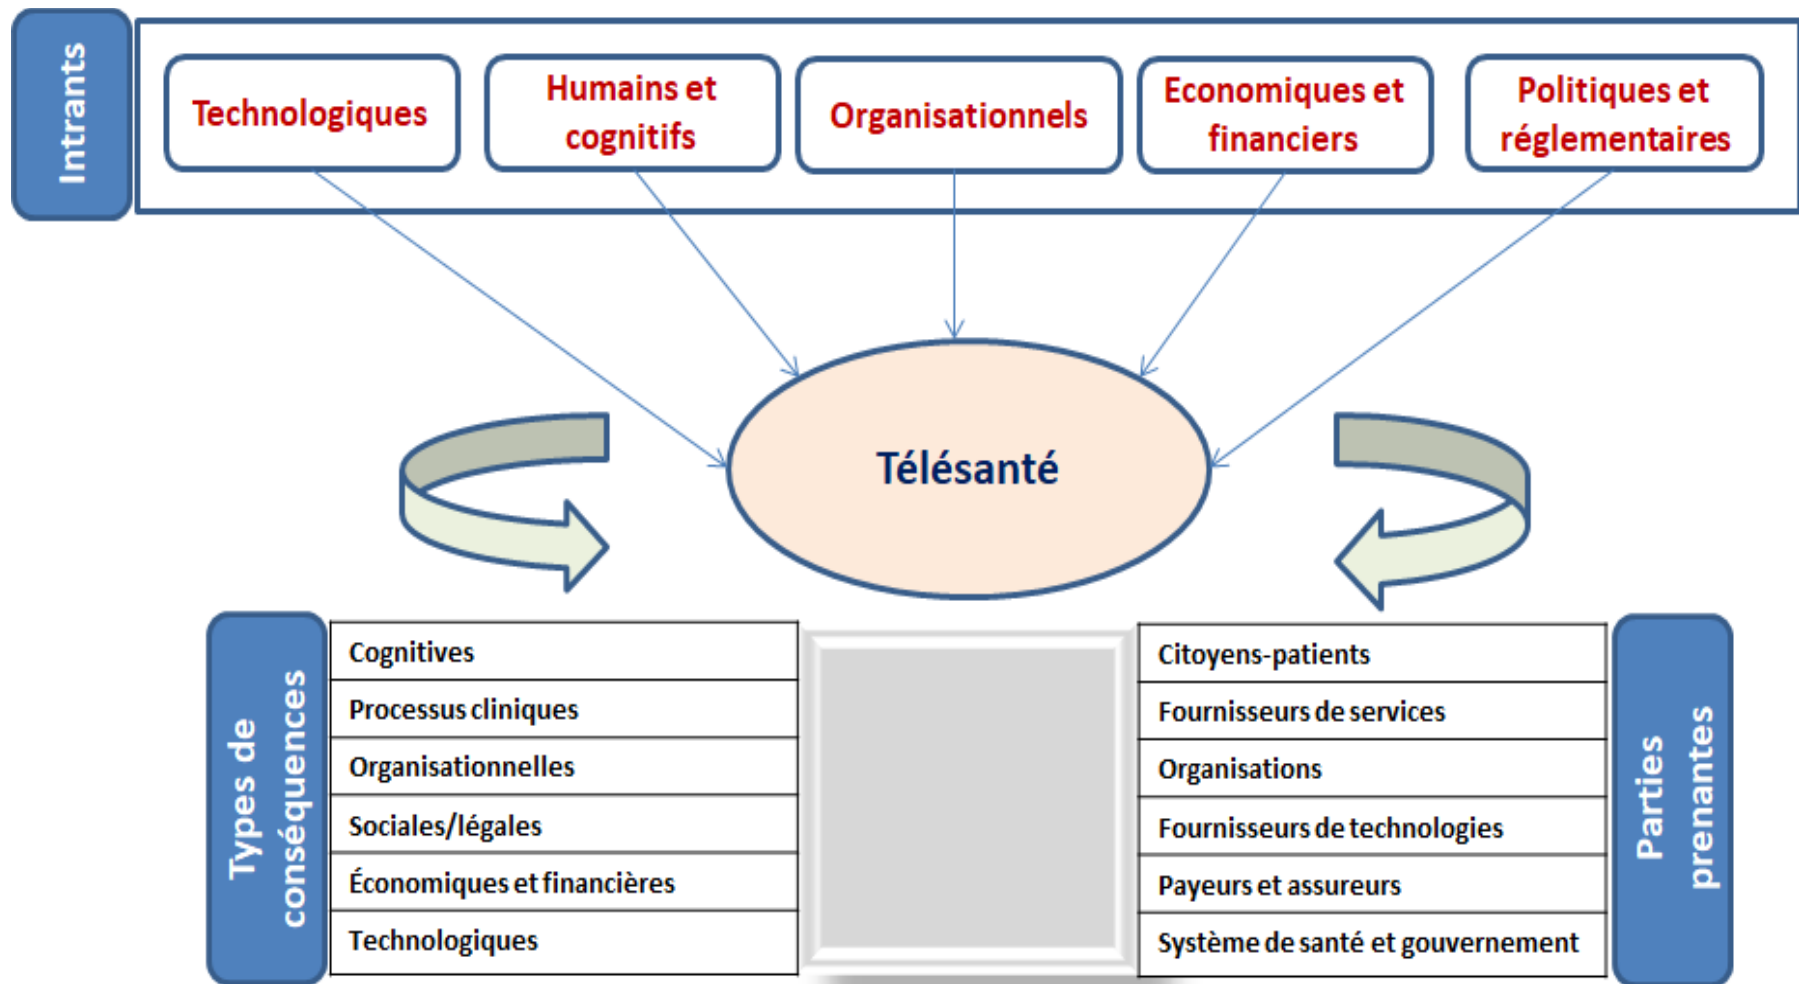 Intrants
Technologiques
Humains et
cognitifs
Organisationnels
Economiques et
financiers
Politiques et
réglementaires
Télésanté
Types de
conséquences
Cognitives
Processus cliniques
Organisationnelles
Sociales/légales
Économiques et financières
Technologiques
Citoyens-patients
Fournisseurs de services
Organisations
Fournisseurs de technologies
Payeurs et assureurs
Système de santé et gouvernement
Parties
prenantes